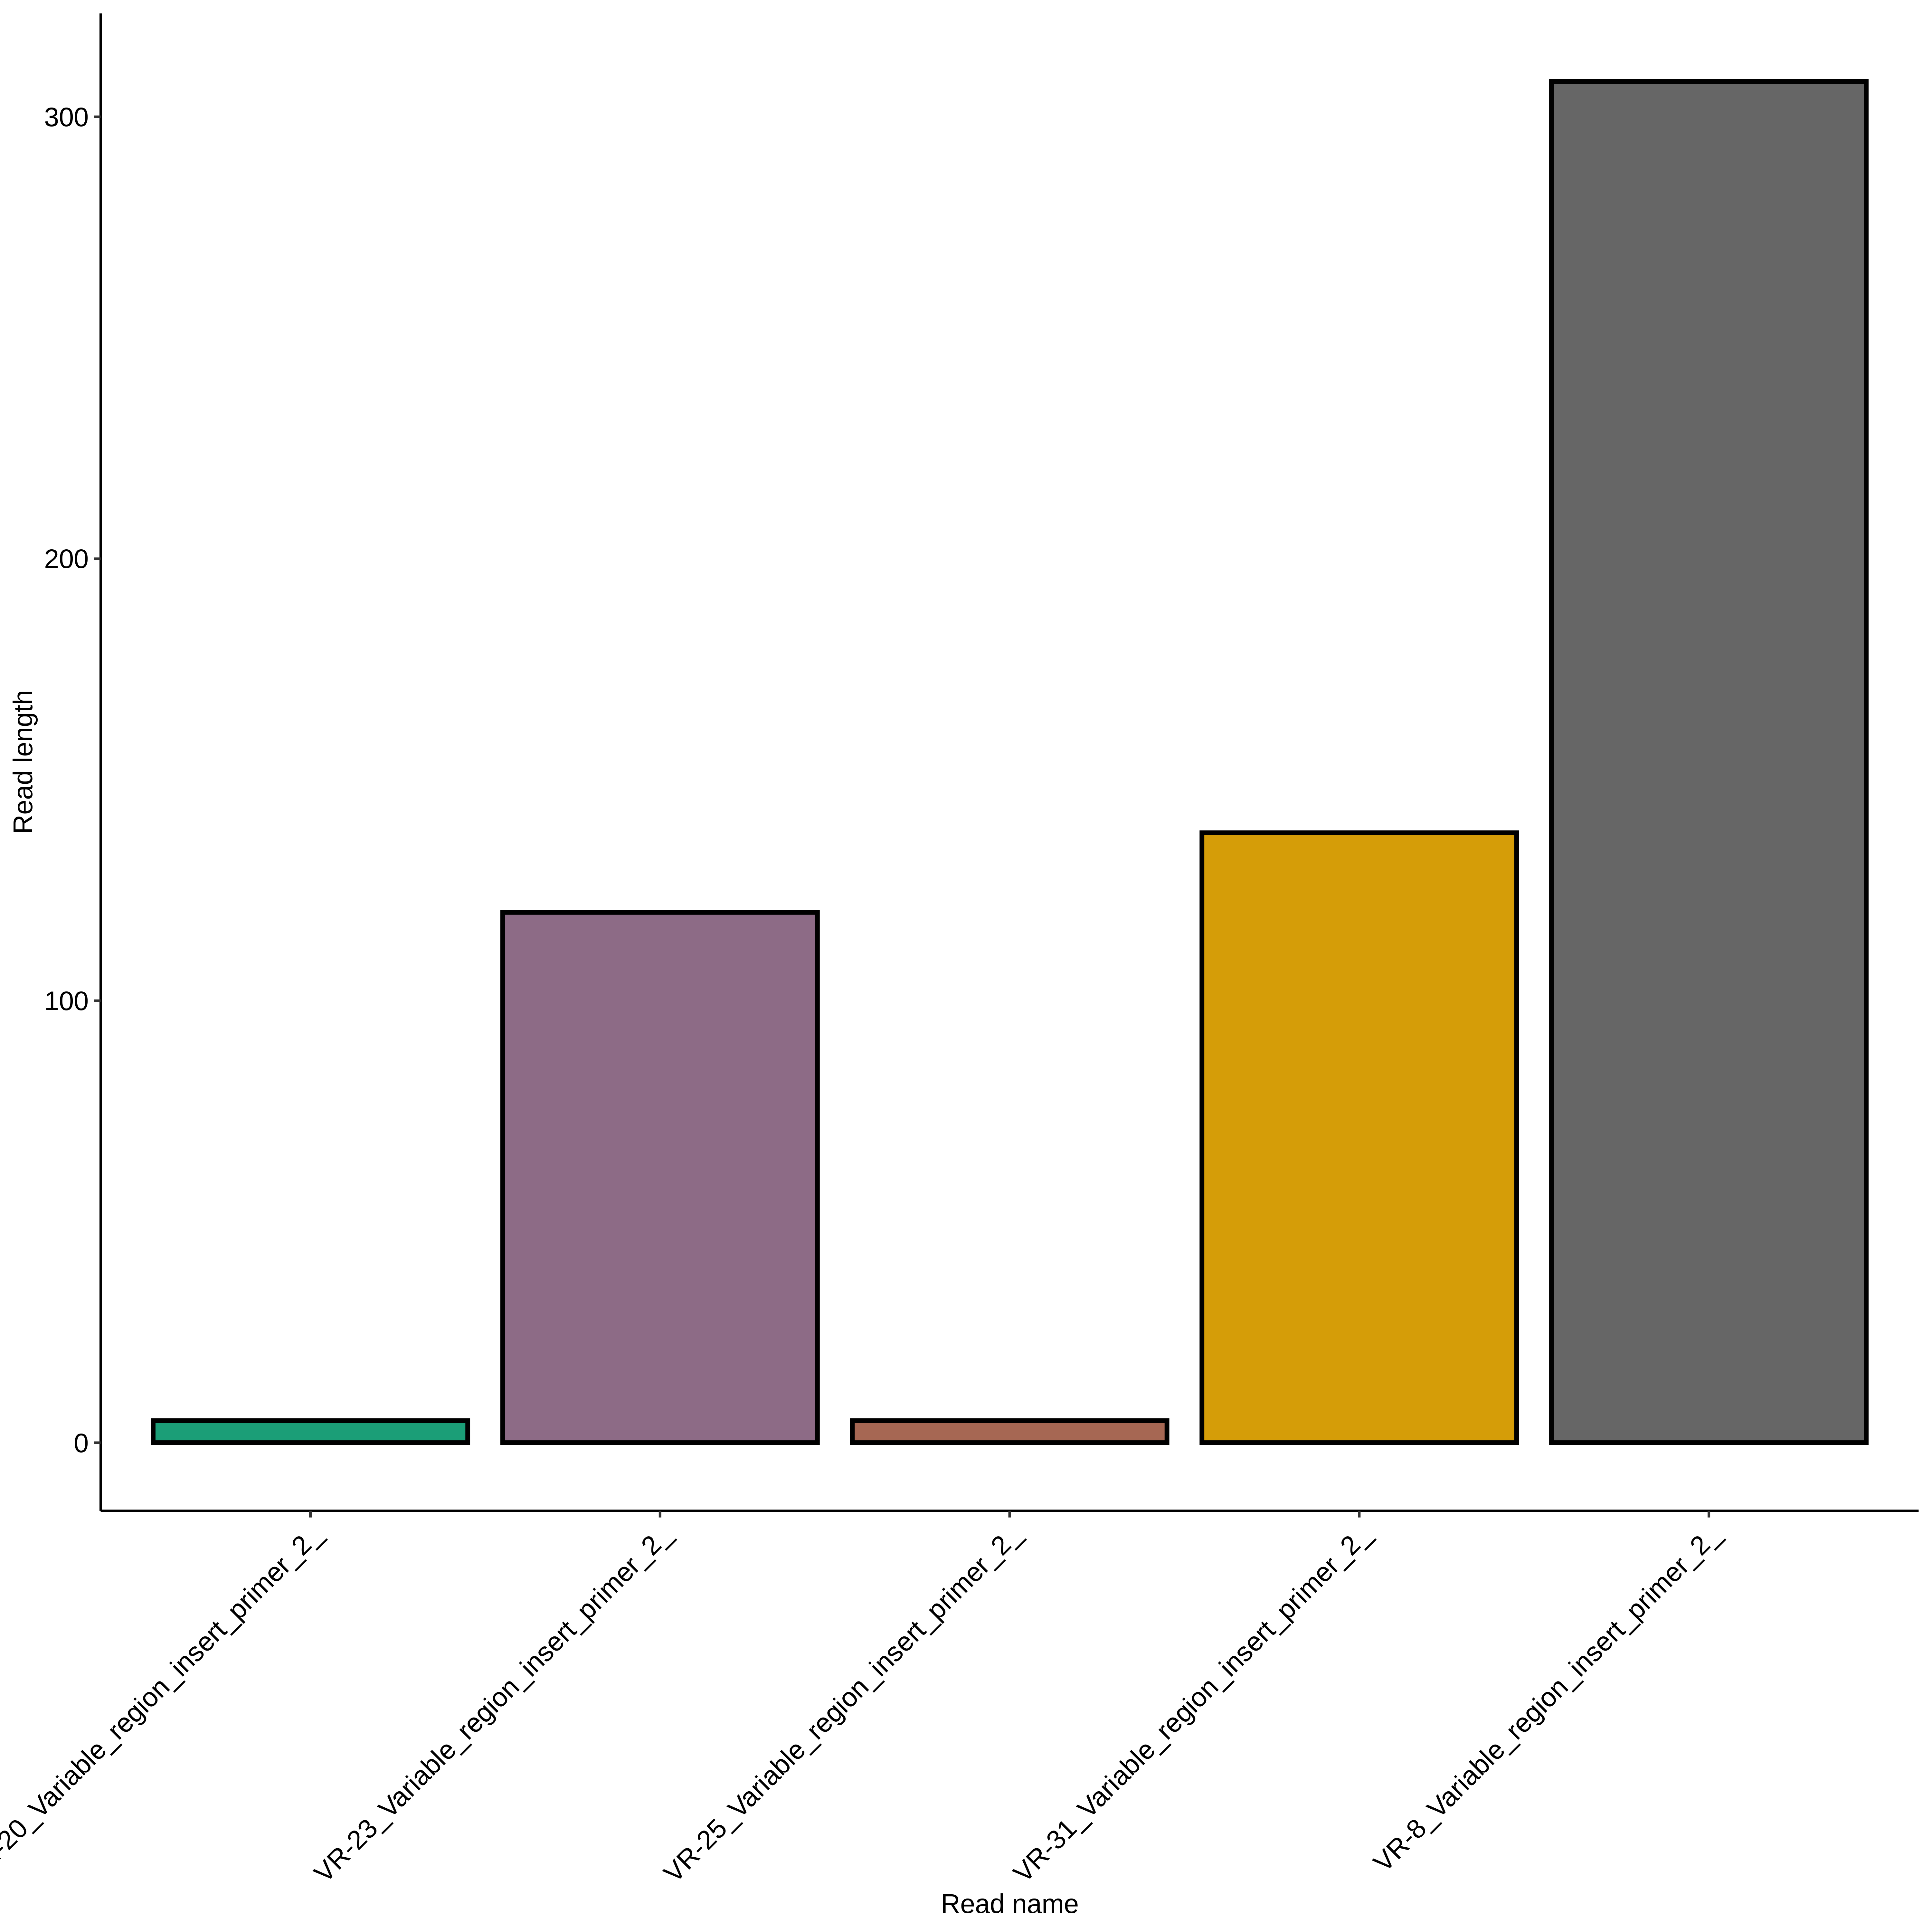 300
200
100
0
Read length
20_Variable_region_insert_primer_2_
VR-23_Variable_region_insert_primer_2_
VR-25_Variable_region_insert_primer_2_
VR-31_Variable_region_insert_primer_2_
VR-8_Variable_region_insert_primer_2_
Read name